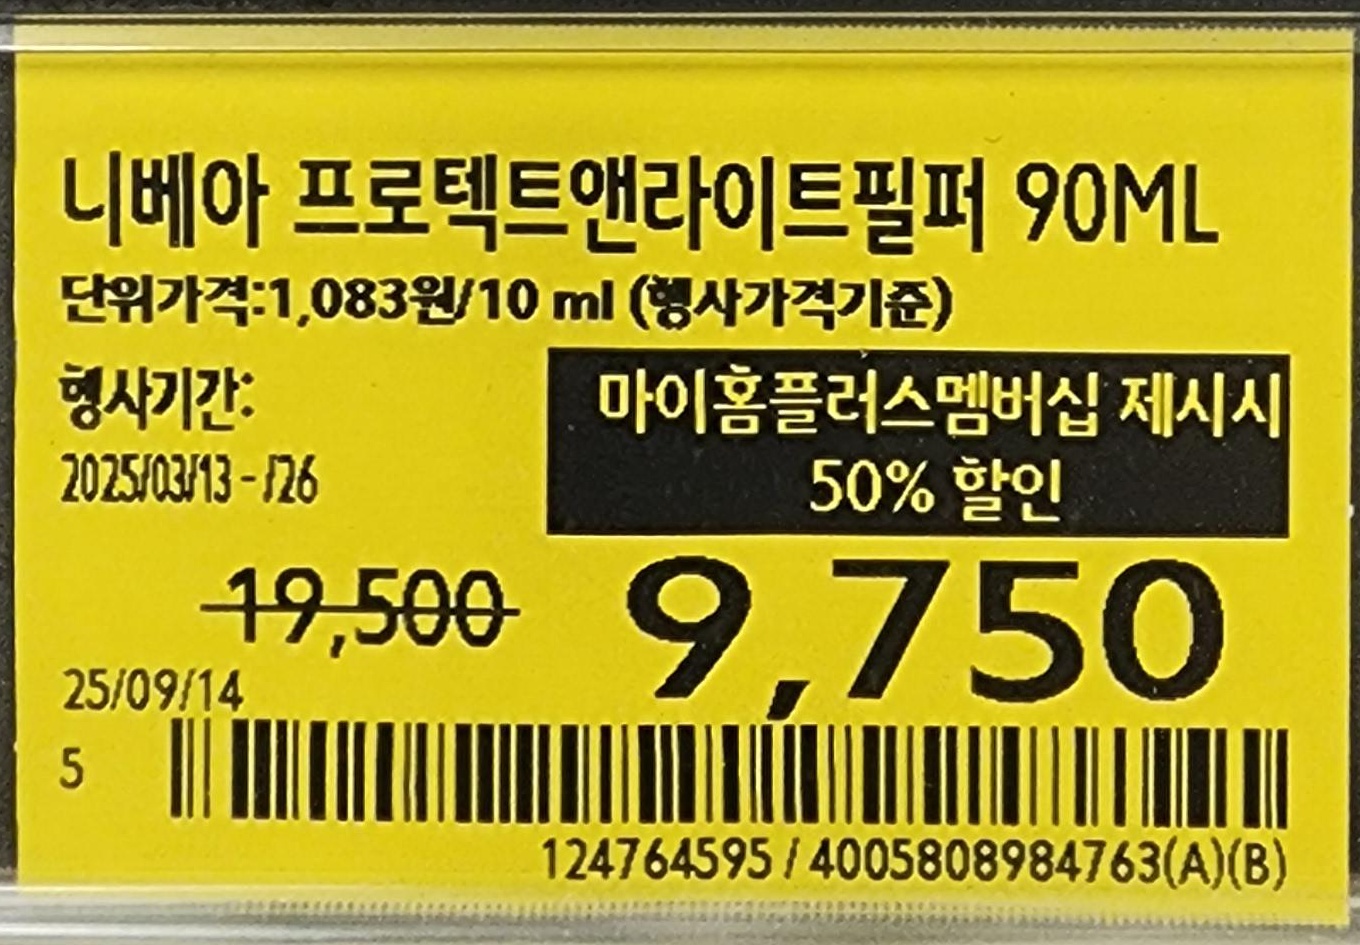 니베아 프로텍트앤라이트필퍼 90ML
단위가격:1,083원/10 ml (행사가격기준)
행사기간:
2025/03/13 - /26
마이홈플러스멤버십 제시시
50% 할인
19,500
9,750
25/09/14
5
124764595 / 4005808984763(A)(B)